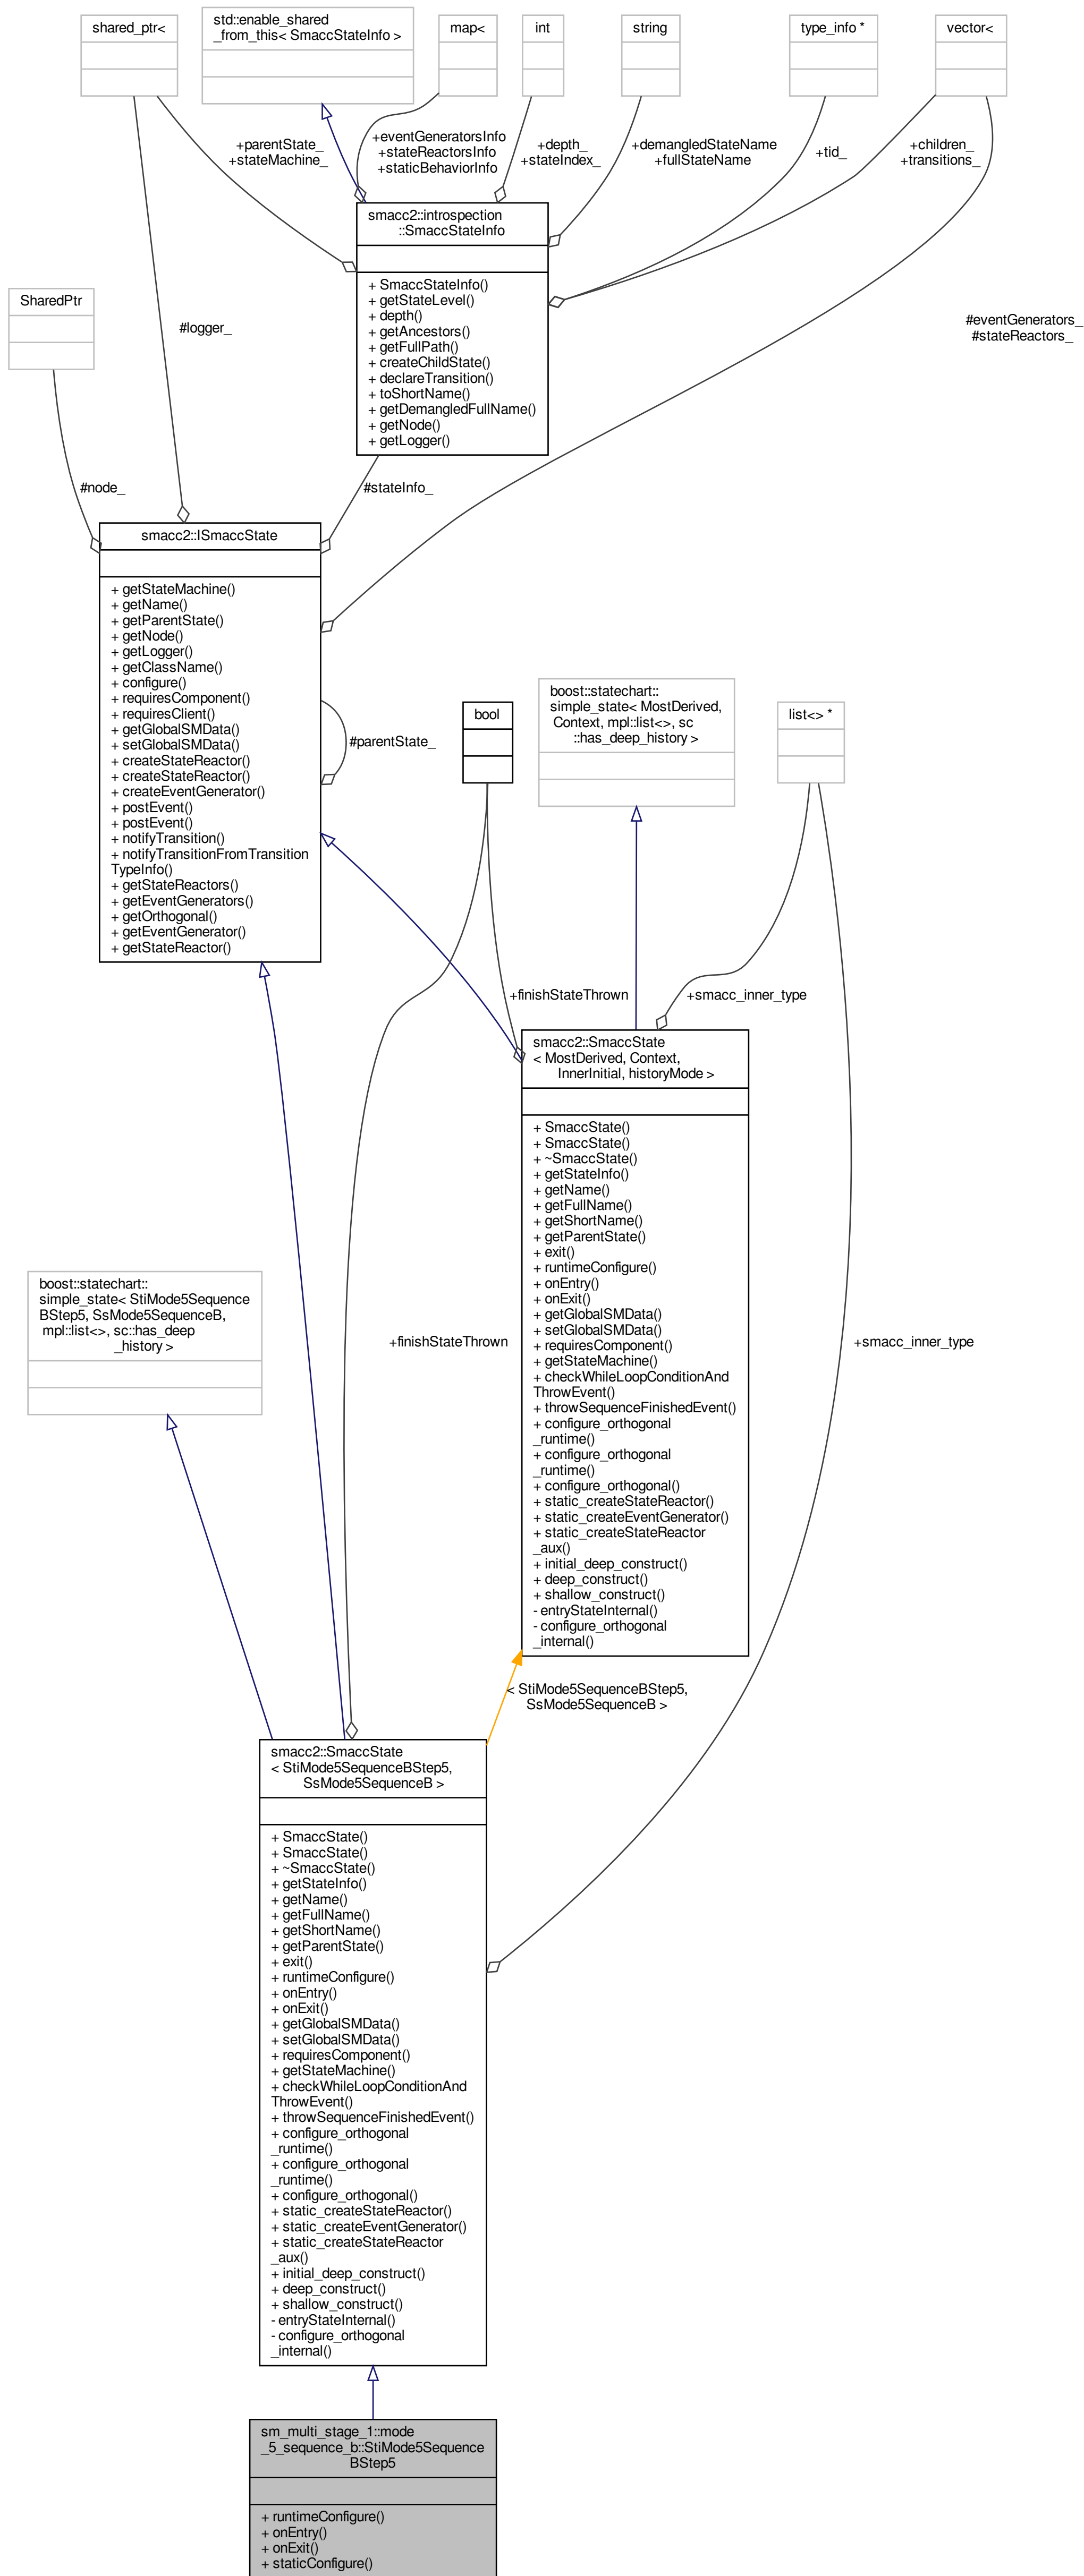 shared_ptr<
std::enable_shared
_from_this< SmaccStateInfo >
map<
int
string
type_info *
vector<
+parentState_
+stateMachine_
+eventGeneratorsInfo
+stateReactorsInfo
+staticBehaviorInfo
+depth_
+stateIndex_
+demangledStateName
+fullStateName
+tid_
+children_
+transitions_
smacc2::introspection
::SmaccStateInfo
+ SmaccStateInfo()
+ getStateLevel()
+ depth()
+ getAncestors()
+ getFullPath()
+ createChildState()
+ declareTransition()
+ toShortName()
+ getDemangledFullName()
+ getNode()
+ getLogger()
SharedPtr
#logger_
#eventGenerators_
#stateReactors_
#node_
#stateInfo_
smacc2::ISmaccState
+ getStateMachine()
+ getName()
+ getParentState()
+ getNode()
+ getLogger()
+ getClassName()
+ configure()
+ requiresComponent()
+ requiresClient()
+ getGlobalSMData()
+ setGlobalSMData()
+ createStateReactor()
+ createStateReactor()
+ createEventGenerator()
+ postEvent()
+ postEvent()
+ notifyTransition()
+ notifyTransitionFromTransition
TypeInfo()
+ getStateReactors()
+ getEventGenerators()
+ getOrthogonal()
+ getEventGenerator()
+ getStateReactor()
#parentState_
bool
boost::statechart::
simple_state< MostDerived,
Context, mpl::list<>, sc
::has_deep_history >
list<> *
+finishStateThrown
+smacc_inner_type
smacc2::SmaccState
< MostDerived, Context,
InnerInitial, historyMode >
+ SmaccState()
+ SmaccState()
+ ~SmaccState()
+ getStateInfo()
+ getName()
+ getFullName()
+ getShortName()
+ getParentState()
+ exit()
+ runtimeConfigure()
+ onEntry()
+ onExit()
+ getGlobalSMData()
+ setGlobalSMData()
+ requiresComponent()
+ getStateMachine()
+ checkWhileLoopConditionAnd
ThrowEvent()
+ throwSequenceFinishedEvent()
+ configure_orthogonal
_runtime()
+ configure_orthogonal
_runtime()
+ configure_orthogonal()
+ static_createStateReactor()
+ static_createEventGenerator()
+ static_createStateReactor
_aux()
+ initial_deep_construct()
+ deep_construct()
+ shallow_construct()
- entryStateInternal()
- configure_orthogonal
_internal()
boost::statechart::
simple_state< StiMode5Sequence
BStep5, SsMode5SequenceB,
mpl::list<>, sc::has_deep
_history >
+finishStateThrown
+smacc_inner_type
< StiMode5SequenceBStep5,
SsMode5SequenceB >
smacc2::SmaccState
< StiMode5SequenceBStep5,
SsMode5SequenceB >
+ SmaccState()
+ SmaccState()
+ ~SmaccState()
+ getStateInfo()
+ getName()
+ getFullName()
+ getShortName()
+ getParentState()
+ exit()
+ runtimeConfigure()
+ onEntry()
+ onExit()
+ getGlobalSMData()
+ setGlobalSMData()
+ requiresComponent()
+ getStateMachine()
+ checkWhileLoopConditionAnd
ThrowEvent()
+ throwSequenceFinishedEvent()
+ configure_orthogonal
_runtime()
+ configure_orthogonal
_runtime()
+ configure_orthogonal()
+ static_createStateReactor()
+ static_createEventGenerator()
+ static_createStateReactor
_aux()
+ initial_deep_construct()
+ deep_construct()
+ shallow_construct()
- entryStateInternal()
- configure_orthogonal
_internal()
sm_multi_stage_1::mode
_5_sequence_b::StiMode5Sequence
BStep5
+ runtimeConfigure()
+ onEntry()
+ onExit()
+ staticConfigure()